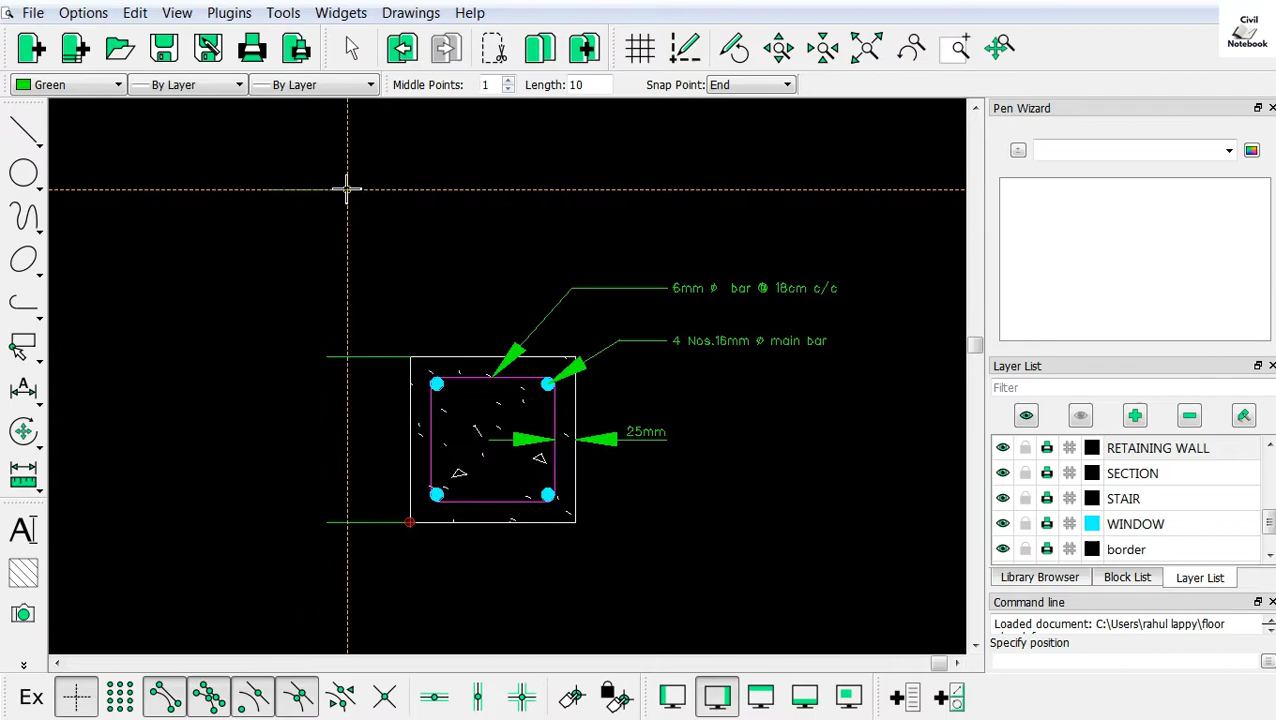 File Options Edit View Plugins Tools Widgets Drawings Help
Civil
Notebook
Green By Layer By Layer Middle Points: 1 Length: 10 Snap Point: End
Pen Wizard
6mm ø bar @ 18cm c/c
4 Nos.16mm ø main bar
25mm
Layer List
Filter
RETAINING WALL
SECTION
STAIR
WINDOW
border
Library Browser Block List Layer List
Command line
Loaded document: C:\Users\rahul lappy\floor
Specify position
A
A
Ex